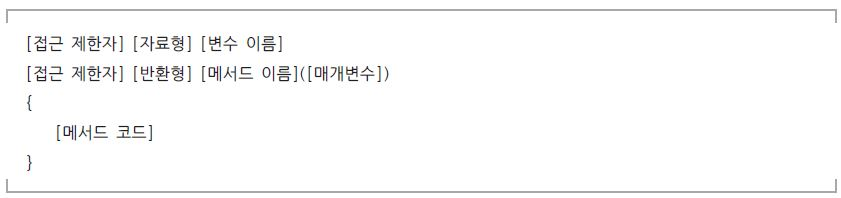 [접근 제한자] [자료형] [변수 이름]
[접근 제한자] [반환형] [메서드 이름]([매개변수])
{
[메서드 코드]
}